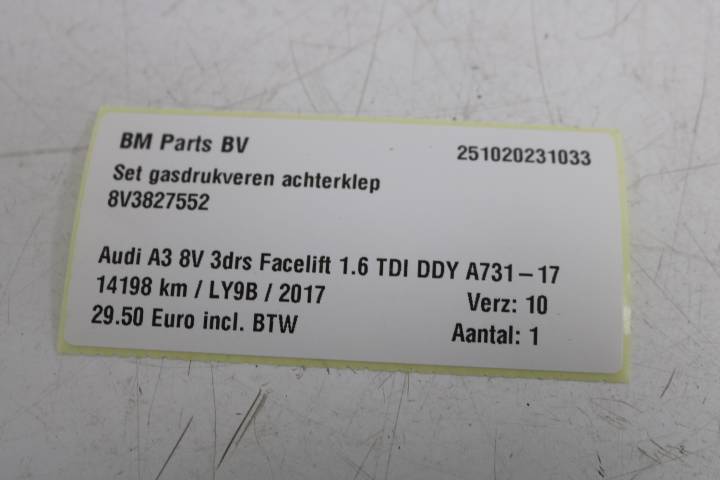 BM Parts BV 251020231033
Set gasdrukveren achterklep
8V3827552
Audi A3 8V 3drs Facelift 1.6 TDI DDY A731-17
14198 km / LY9B / 2017 Verz: 10
29.50 Euro incl. BTW Aantal: 1